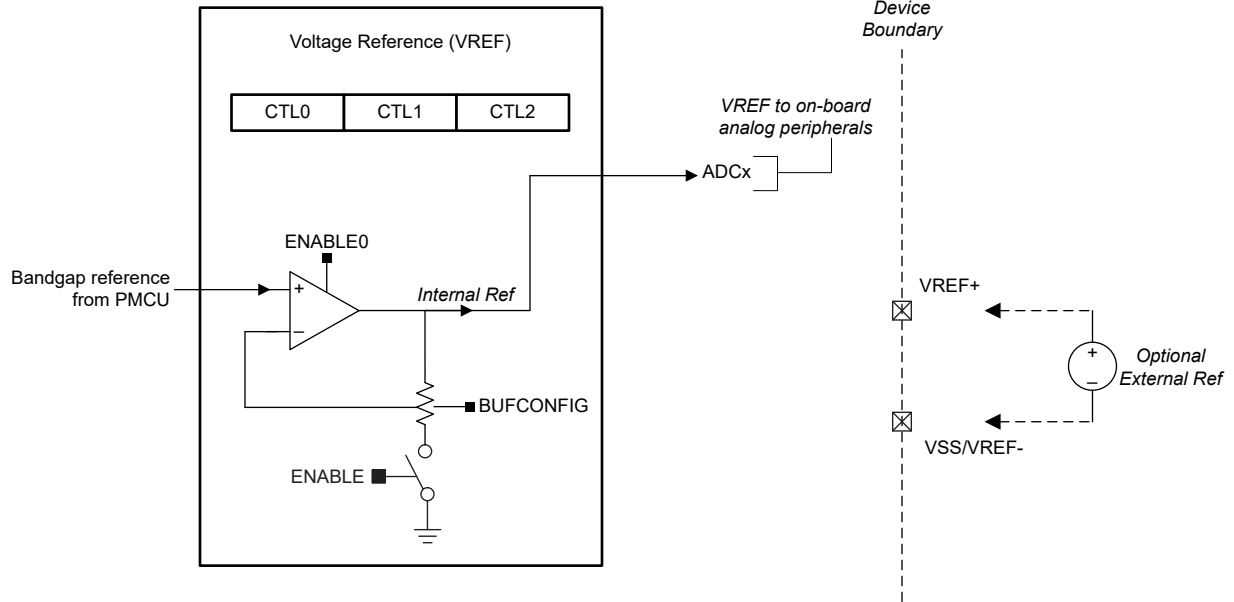 Device
Boundary
Voltage Reference (VREF)
CTL0 CTL1 CTL2
VREF to on-board
analog peripherals
ADCx
ENABLE0
Bandgap reference
from PMCU
+
–
Internal Ref
VREF+
+
–
Optional
External Ref
BUFCONFIG
VSS/VREF-
ENABLE